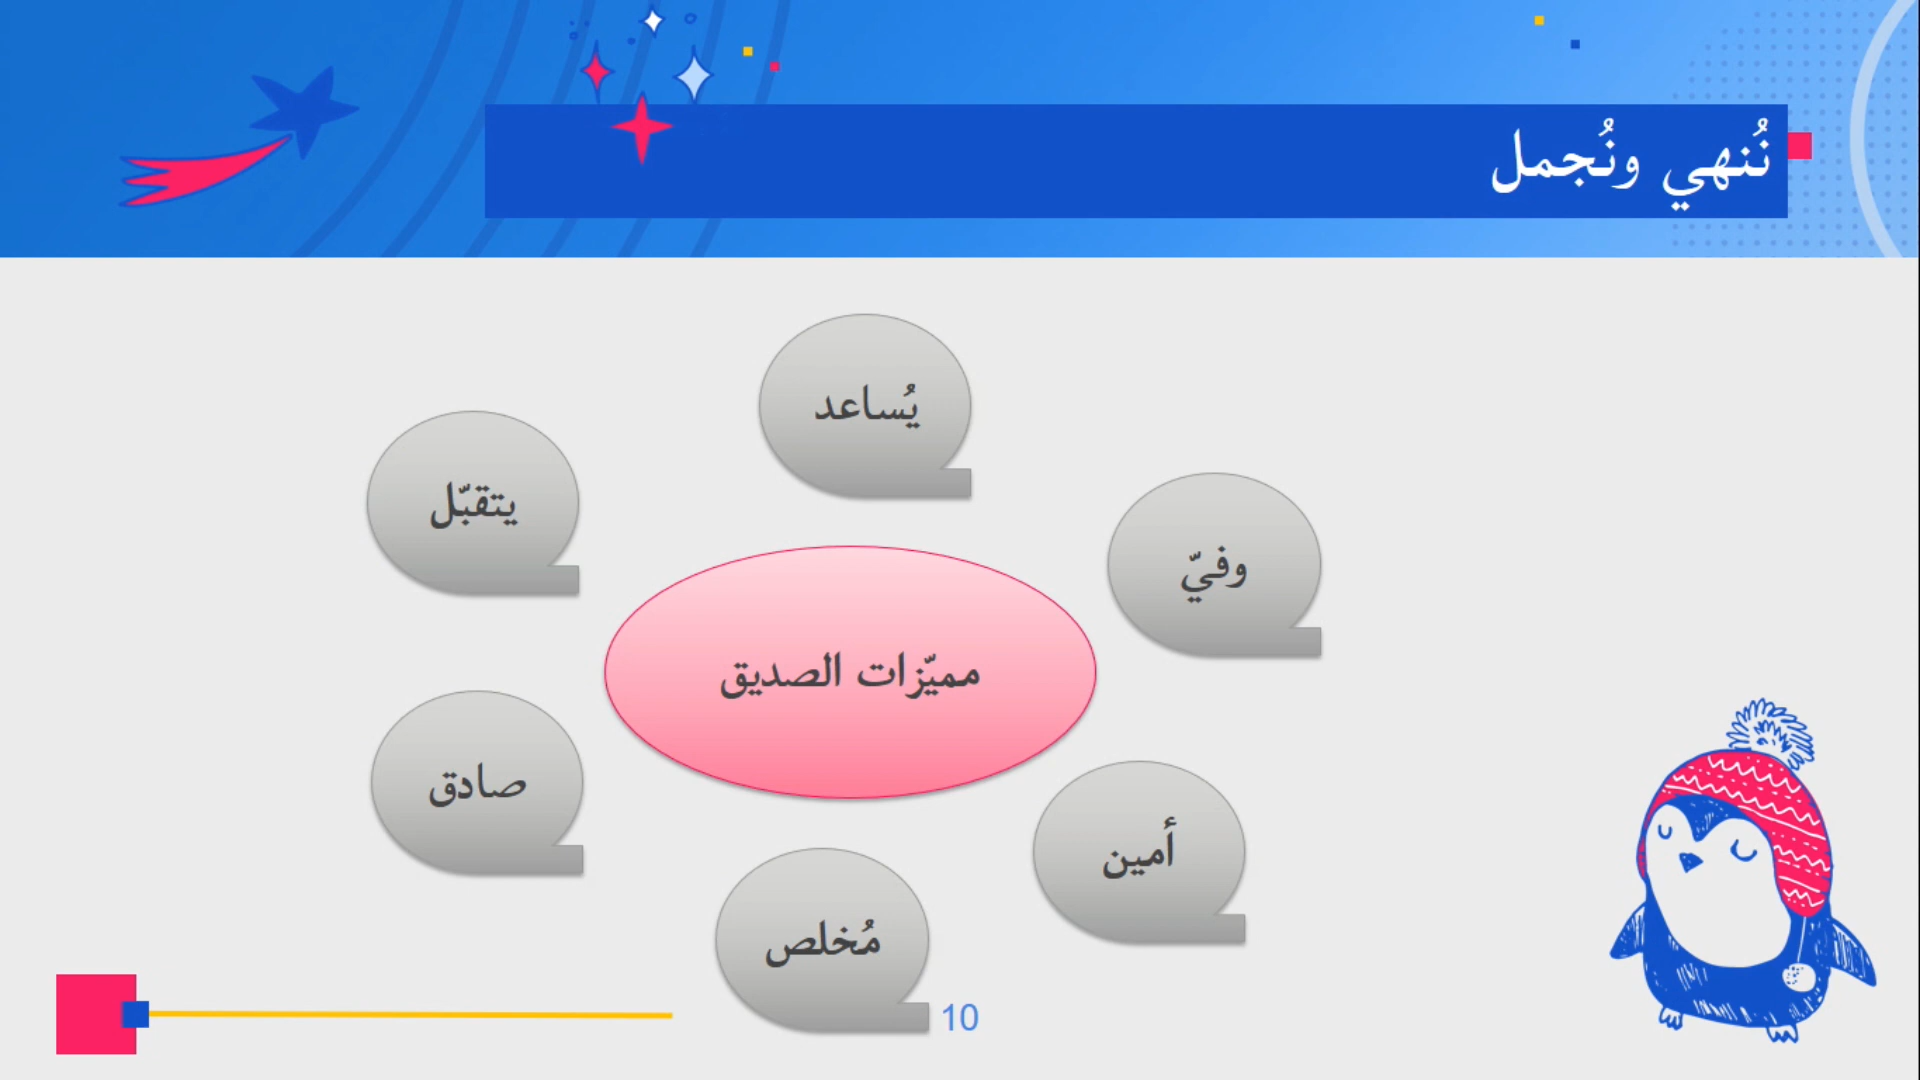 نُنهي ونُجمل
يُساعد
يتقبّل
وفيّ
مميّزات الصديق
صادق
أمين
مُخلص
10